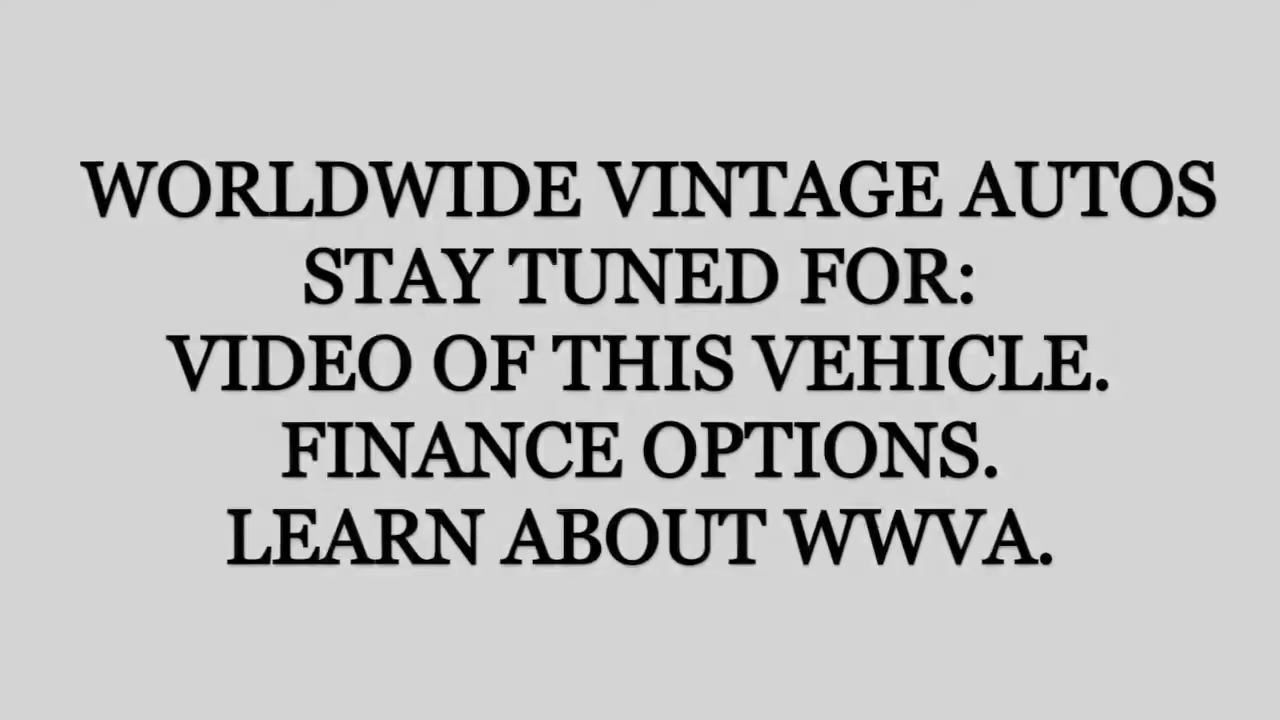 WORLDWIDE VINTAGE AUTOS
STAY TUNED FOR:
VIDEO OF THIS VEHICLE.
FINANCE OPTIONS.
LEARN ABOUT WWVA.